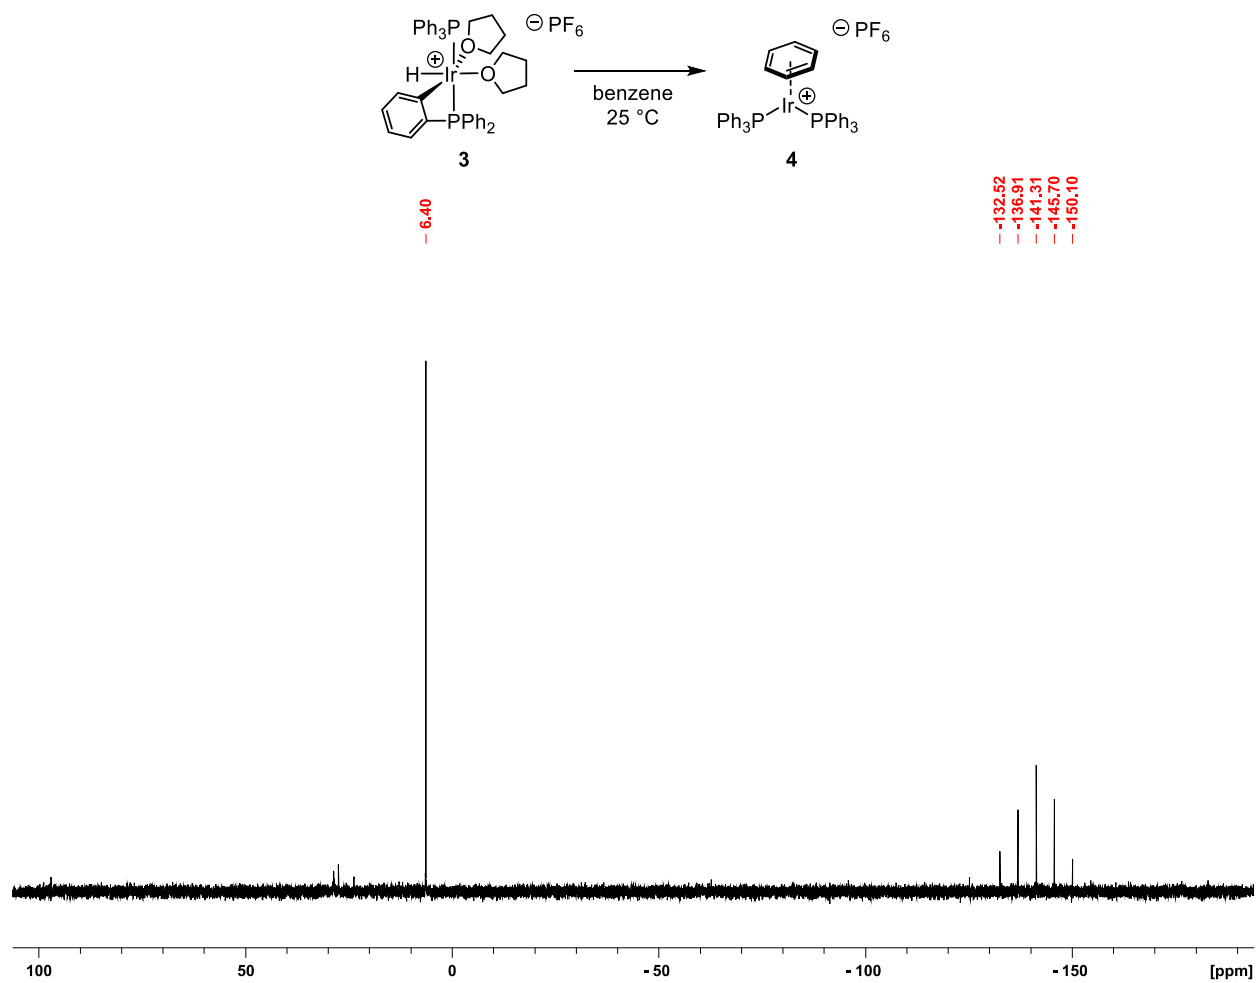 Ph3P
⊖ PF6
O
⊕
H Ir O
PPh2
3
benzene
25 °C
⊖ PF6
Ir ⊕
Ph3P PPh3
4
6.40
-132.52
-136.91
-141.31
-145.70
-150.10
100 50 0 -50 -100 -150 [ppm]